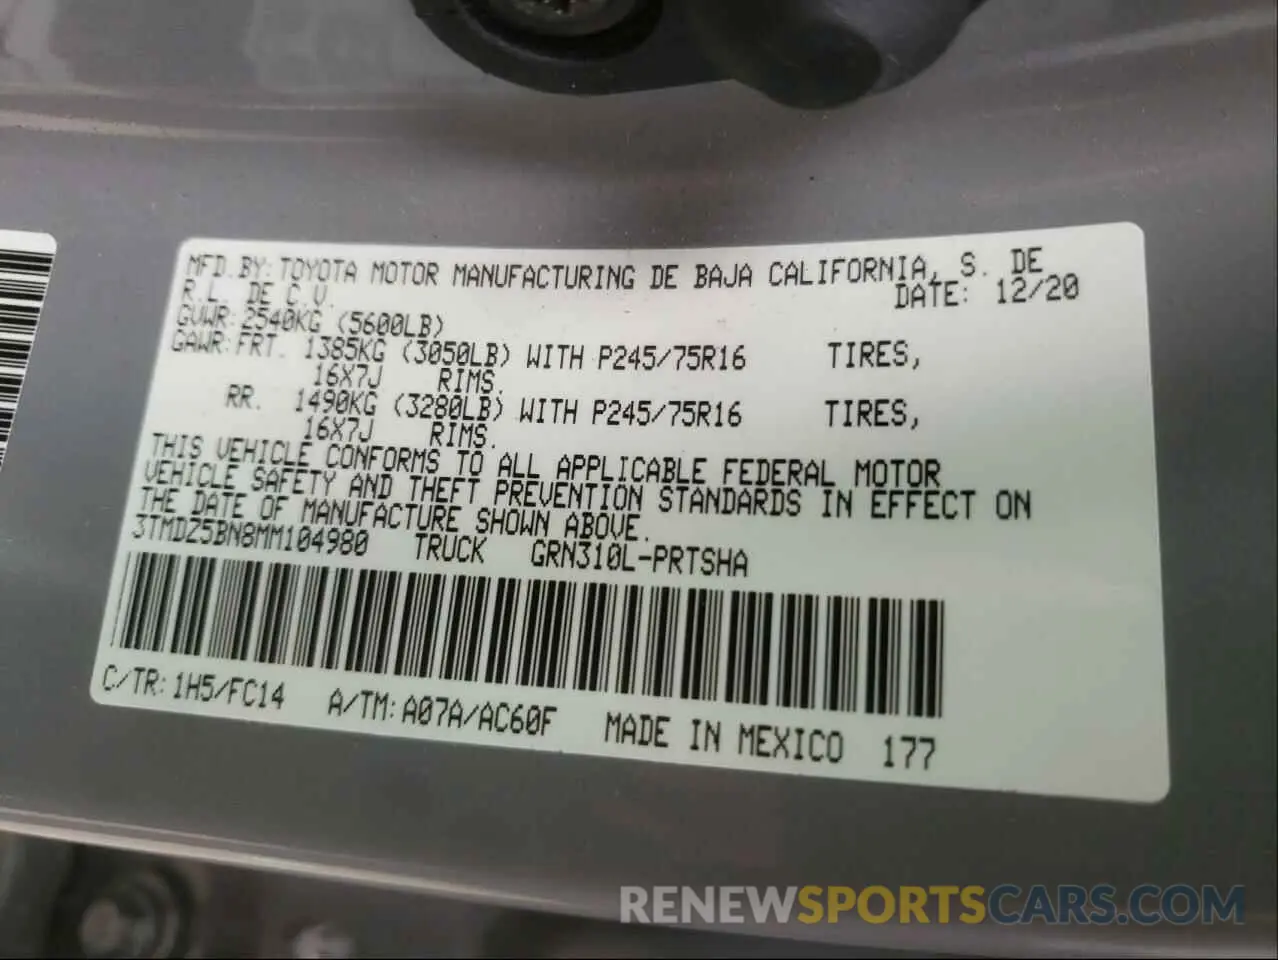 MFD.BY: TOYOTA MOTOR MANUFACTURING DE BAJA CALIFORNIA, S. DE
R.L. DE C.V. DATE: 12/20
GVWR: 2540KG (5600LB)
GAWR: FRT. 1385KG (3050LB) WITH P245/75R16 TIRES,
16X7J RIMS.
RR. 1490KG (3280LB) WITH P245/75R16 TIRES,
16X7J RIMS.
THIS VEHICLE CONFORMS TO ALL APPLICABLE FEDERAL MOTOR
VEHICLE SAFETY AND THEFT PREVENTION STANDARDS IN EFFECT ON
THE DATE OF MANUFACTURE SHOWN ABOVE.
3TMDZ5BN8MM104980 TRUCK GRN310L-PRTSHA
C/TR: 1H5/FC14 A/TM: A07A/AC60F MADE IN MEXICO 177
RENEWSPORTSCARS.COM